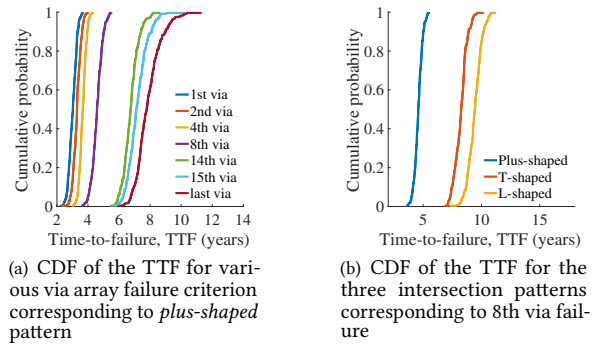 1
0.8
0.6
0.4
0.2
0
Cumulative probability
1st via
2nd via
4th via
8th via
14th via
15th via
last via
2 4 6 8 10 12 14
Time-to-failure, TTF (years)
(a) CDF of the TTF for vari-
ous via array failure criterion
corresponding to plus-shaped
pattern
1
0.8
0.6
0.4
0.2
0
Cumulative probability
Plus-shaped
T-shaped
L-shaped
5 10 15
Time-to-failure, TTF (years)
(b) CDF of the TTF for the
three intersection patterns
corresponding to 8th via fail-
ure